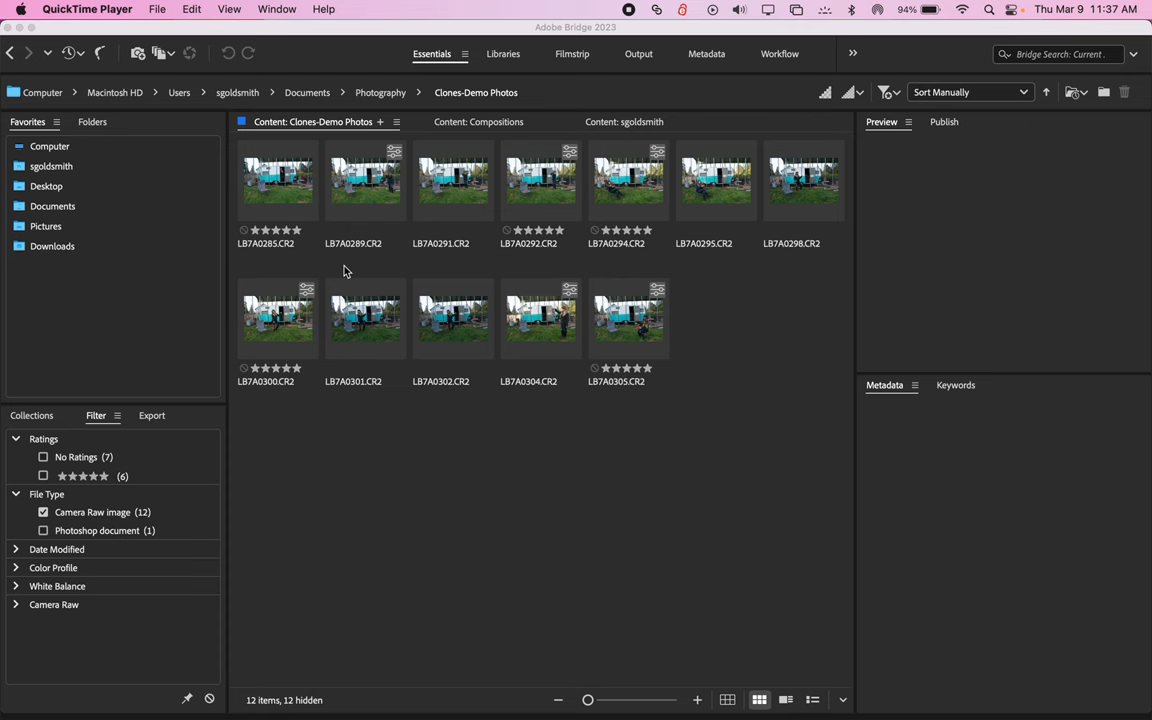 QuickTime Player File Edit View Window Help 94% Thu Mar 9 11:37 AM
Adobe Bridge 2023
Essentials Libraries Filmstrip Output Metadata Workflow Bridge Search: Current .
Computer Macintosh HD Users sgoldsmith Documents Photography Clones-Demo Photos Sort Manually
Favorites Folders
Content: Clones-Demo Photos Content: Compositions Content: sgoldsmith
Preview Publish
Computer
sgoldsmith
Desktop
Documents
Pictures
Downloads
LB7A0285.CR2 LB7A0289.CR2 LB7A0291.CR2 LB7A0292.CR2 LB7A0294.CR2 LB7A0295.CR2 LB7A0298.CR2
LB7A0300.CR2 LB7A0301.CR2 LB7A0302.CR2 LB7A0304.CR2 LB7A0305.CR2
Metadata Keywords
Collections Filter Export
Ratings
No Ratings (7)
(6)
File Type
Camera Raw image (12)
Photoshop document (1)
Date Modified
Color Profile
White Balance
Camera Raw
12 items, 12 hidden